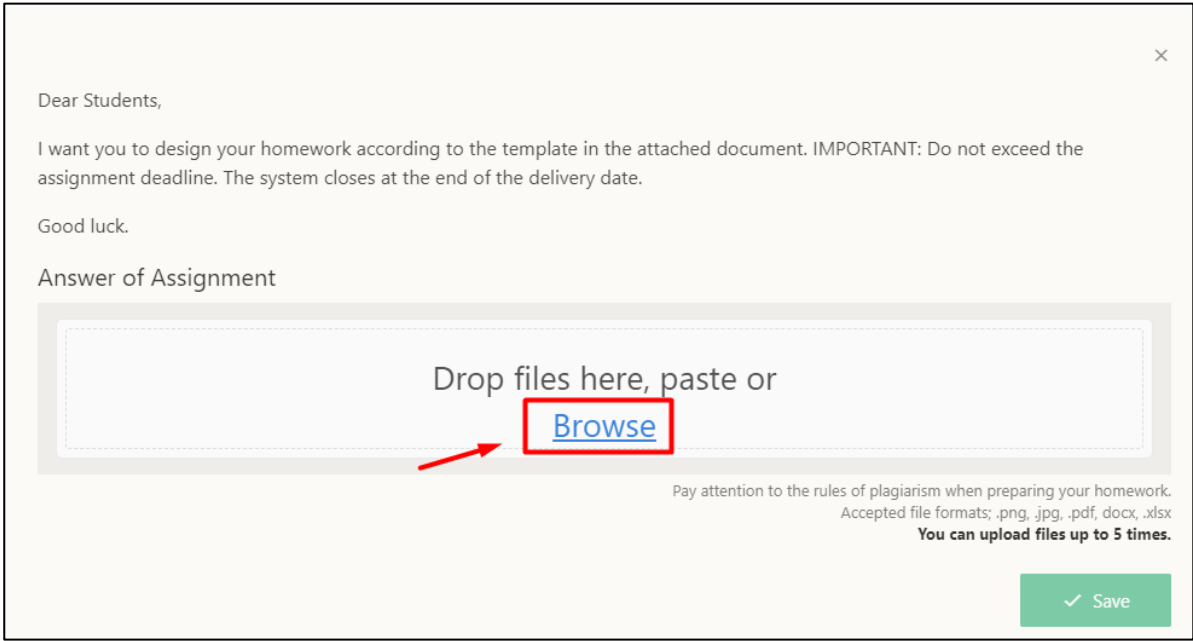 Dear Students,
I want you to design your homework according to the template in the attached document. IMPORTANT: Do not exceed the
assignment deadline. The system closes at the end of the delivery date.
Good luck.
Answer of Assignment
Drop files here, paste or
Browse
Pay attention to the rules of plagiarism when preparing your homework.
Accepted file formats; .png, .jpg, .pdf, docx, .xlsx
You can upload files up to 5 times.
Save